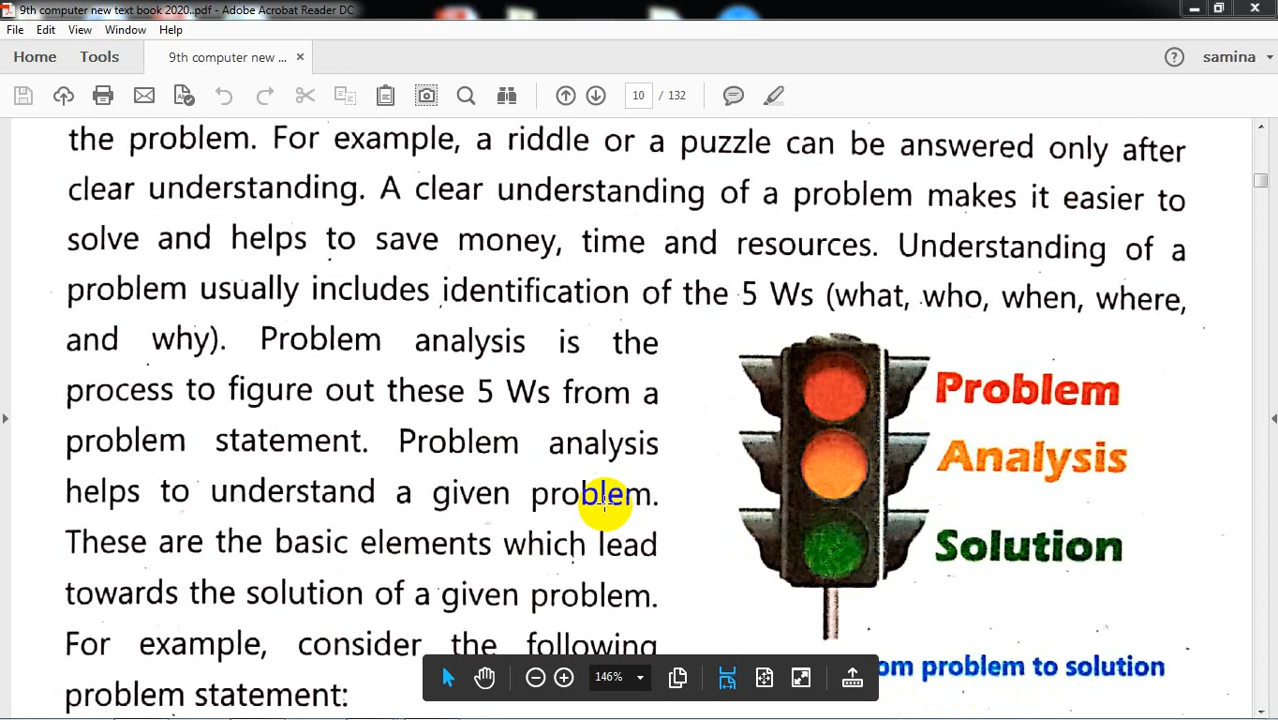 9th computer new text book 2020..pdf - Adobe Acrobat Reader DC
File Edit View Window Help
Home Tools 9th computer new ... × samina
10 / 132
the problem. For example, a riddle or a puzzle can be answered only after
clear understanding. A clear understanding of a problem makes it easier to
solve and helps to save money, time and resources. Understanding of a
problem usually includes identification of the 5 Ws (what, who, when, where,
and why). Problem analysis is the
process to figure out these 5 Ws from a
problem statement. Problem analysis
helps to understand a given problem.
These are the basic elements which lead
towards the solution of a given problem.
For example, consider the following
problem statement:
Problem
Analysis
Solution
om problem to solution
146%